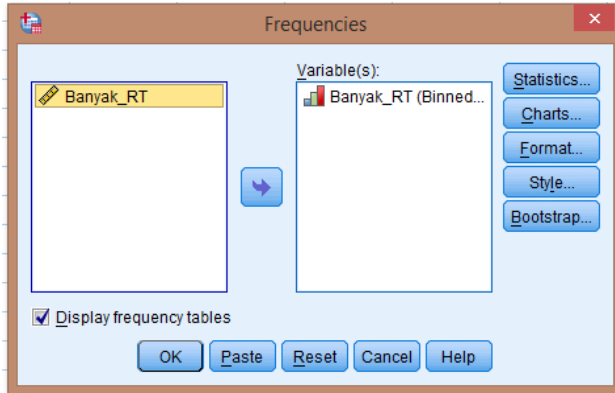 Frequencies
Variable(s):
Banyak_RT
Banyak_RT (Binned...
Statistics...
Charts...
Format...
Style...
Bootstrap...
Display frequency tables
OK
Paste
Reset
Cancel
Help